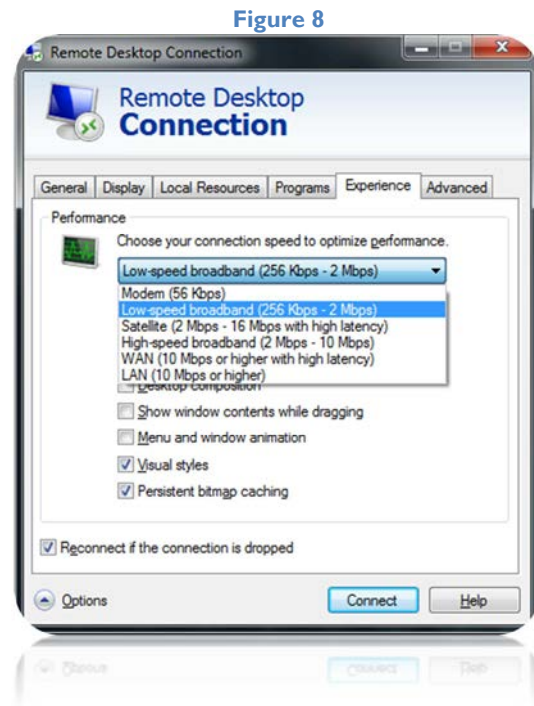 Figure 8
Remote Desktop Connection
Remote Desktop
Connection
General Display Local Resources Programs Experience Advanced
Performance
Choose your connection speed to optimize performance.
Low-speed broadband (256 Kbps - 2 Mbps)
Modem (56 Kbps)
Low-speed broadband (256 Kbps - 2 Mbps)
Satellite (2 Mbps - 16 Mbps with high latency)
High-speed broadband (2 Mbps - 10 Mbps)
WAN (10 Mbps or higher with high latency)
LAN (10 Mbps or higher)
Desktop composition
Show window contents while dragging
Menu and window animation
Visual styles
Persistent bitmap caching
Reconnect if the connection is dropped
Options Connect Help